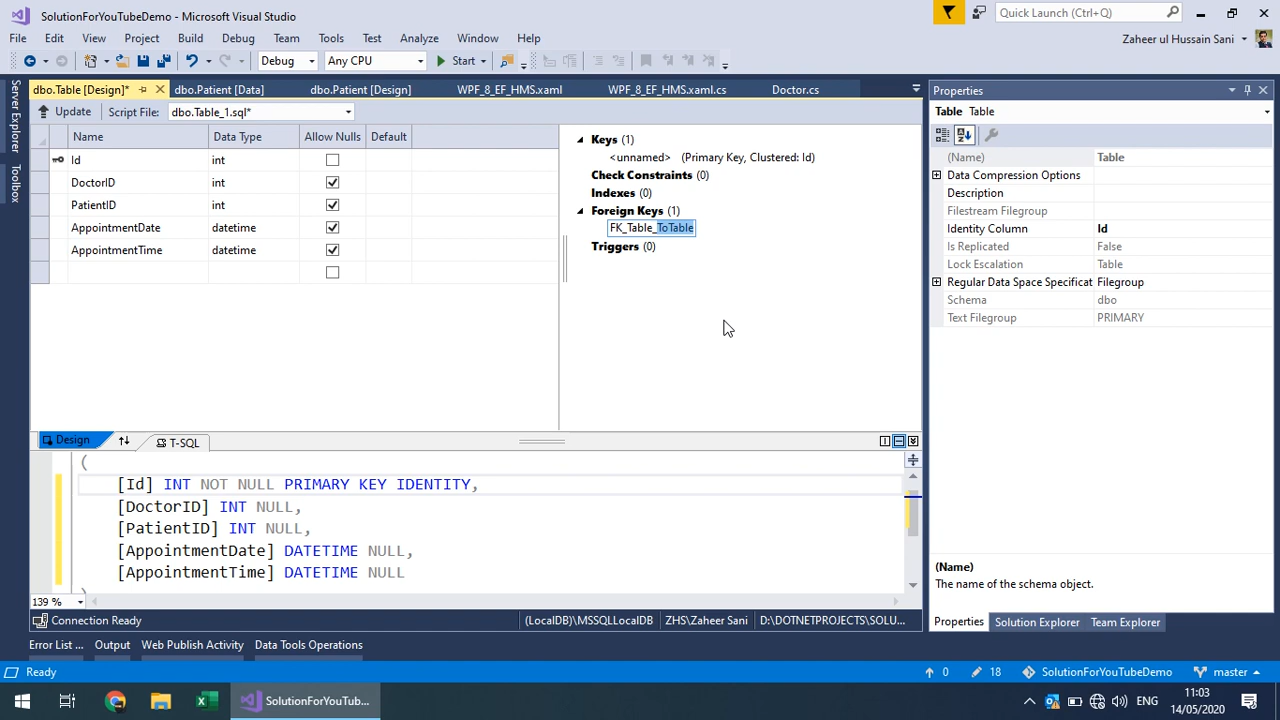 SolutionForYouTubeDemo - Microsoft Visual Studio
Quick Launch (Ctrl+Q)
File Edit View Project Build Debug Team Tools Test Analyze Window Help
Zaheer ul Hussain Sani
Debug Any CPU Start
Server Explorer
Toolbox
dbo.Table [Design]* dbo.Patient [Data] dbo.Patient [Design] WPF_8_EF_HMS.xaml WPF_8_EF_HMS.xaml.cs Doctor.cs
Update Script File: dbo.Table_1.sql*
Name Data Type Allow Nulls Default
Id int
DoctorID int
PatientID int
AppointmentDate datetime
AppointmentTime datetime
Keys (1)
<unnamed> (Primary Key, Clustered: Id)
Check Constraints (0)
Indexes (0)
Foreign Keys (1)
FK_Table_ToTable
Triggers (0)
Design T-SQL
(
[Id] INT NOT NULL PRIMARY KEY IDENTITY,
[DoctorID] INT NULL,
[PatientID] INT NULL,
[AppointmentDate] DATETIME NULL,
[AppointmentTime] DATETIME NULL
139 %
Connection Ready (LocalDB)\MSSQLLocalDB ZHS\Zaheer Sani D:\DOTNETPROJECTS\SOLU...
Properties
Table Table
(Name) Table
Data Compression Options
Description
Filestream Filegroup
Identity Column Id
Is Replicated False
Lock Escalation Table
Regular Data Space Specificat Filegroup
Schema dbo
Text Filegroup PRIMARY
(Name)
The name of the schema object.
Properties Solution Explorer Team Explorer
Error List ... Output Web Publish Activity Data Tools Operations
Ready 0 18 SolutionForYouTubeDemo master
SolutionForYouTub... ENG 11:03
14/05/2020